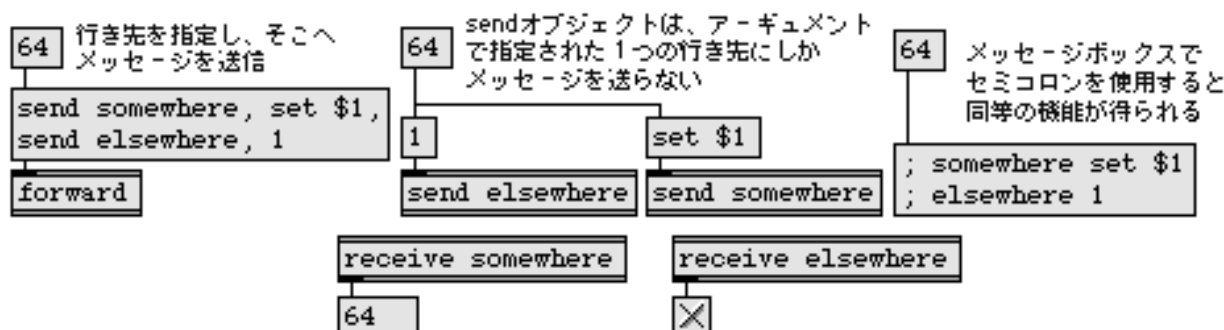 64
行き先を指定し、そこへ
メッセージを送信
send somewhere, set $1,
send elsewhere, 1
forward
64
sendオブジェクトは、アーギュメント
で指定された１つの行き先にしか
メッセージを送らない
1
set $1
send elsewhere
send somewhere
64
メッセージボックスで
セミコロンを使用すると
同等の機能が得られる
; somewhere set $1
; elsewhere 1
receive somewhere
receive elsewhere
64